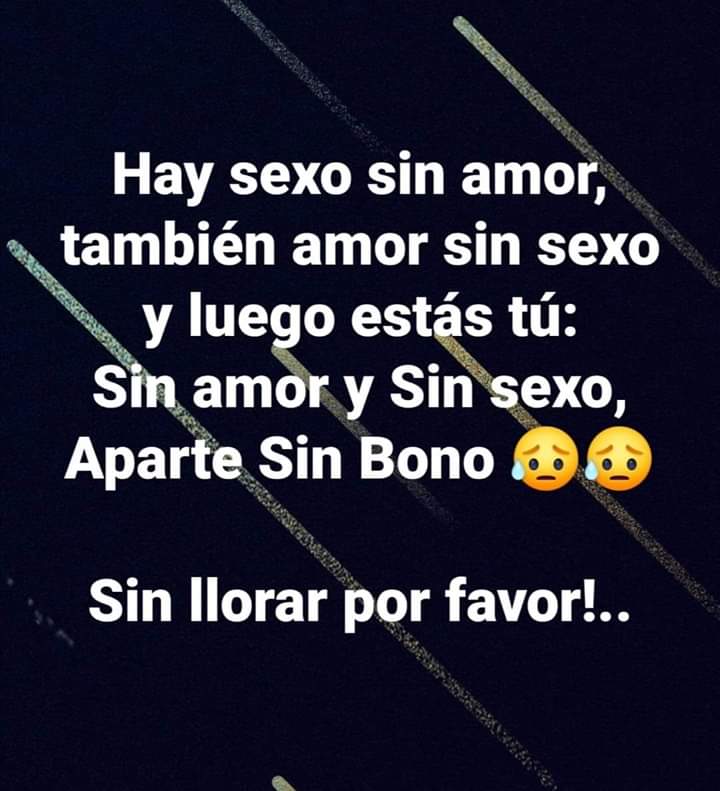 Hay sexo sin amor,
también amor sin sexo
y luego estás tú:
Sin amor y Sin sexo,
Aparte Sin Bono 😥😥
Sin llorar por favor!..